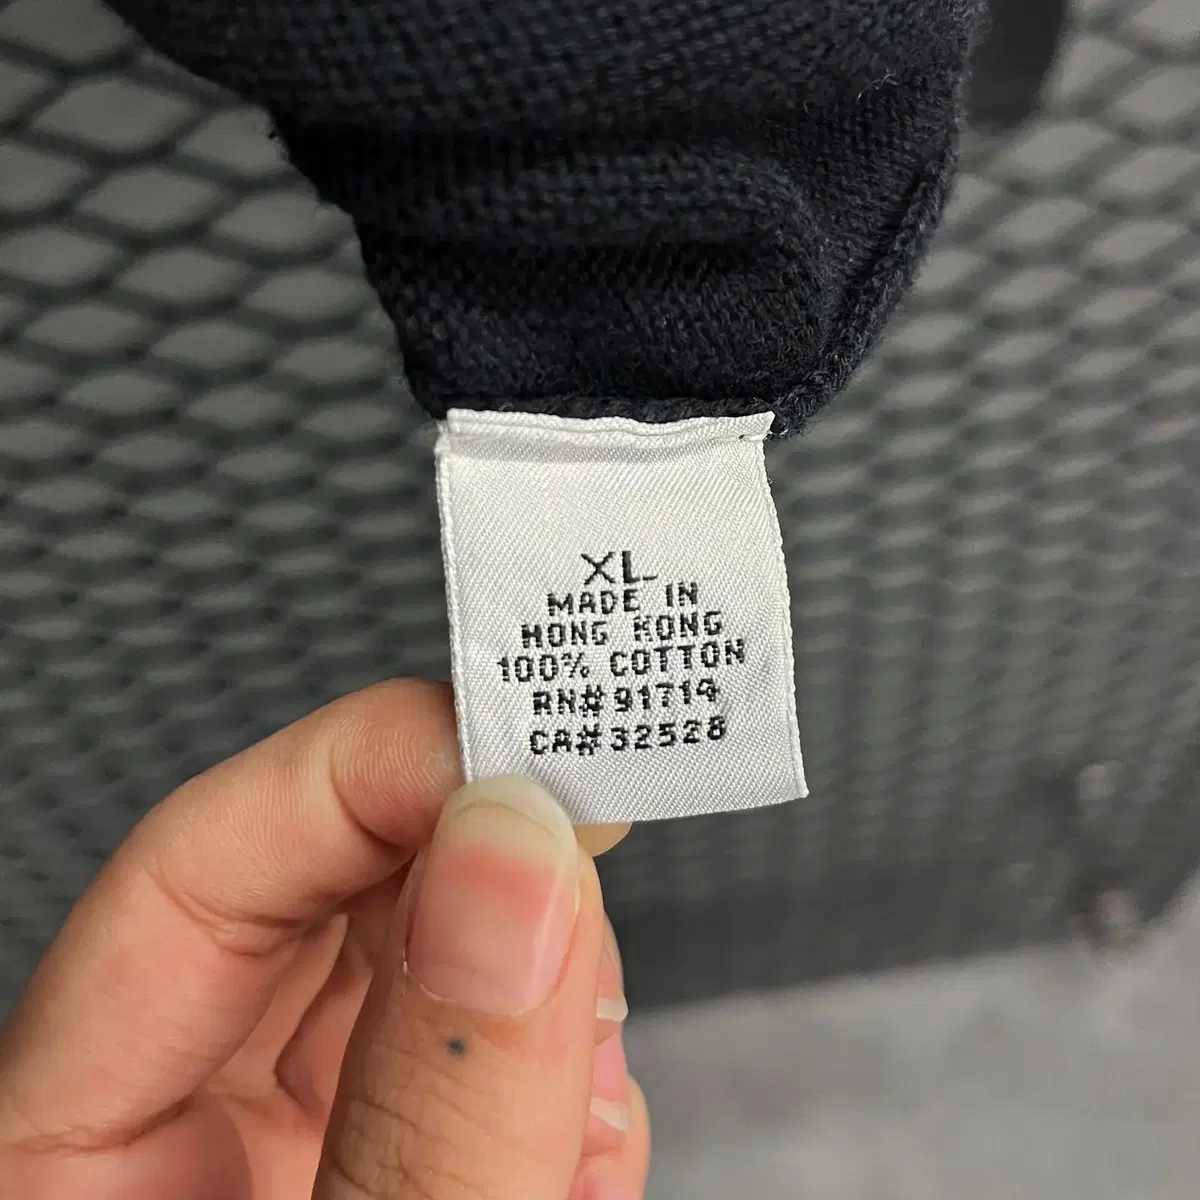 XL
MADE IN
HONG KONG
100% COTTON
RN# 91714
CA# 32528